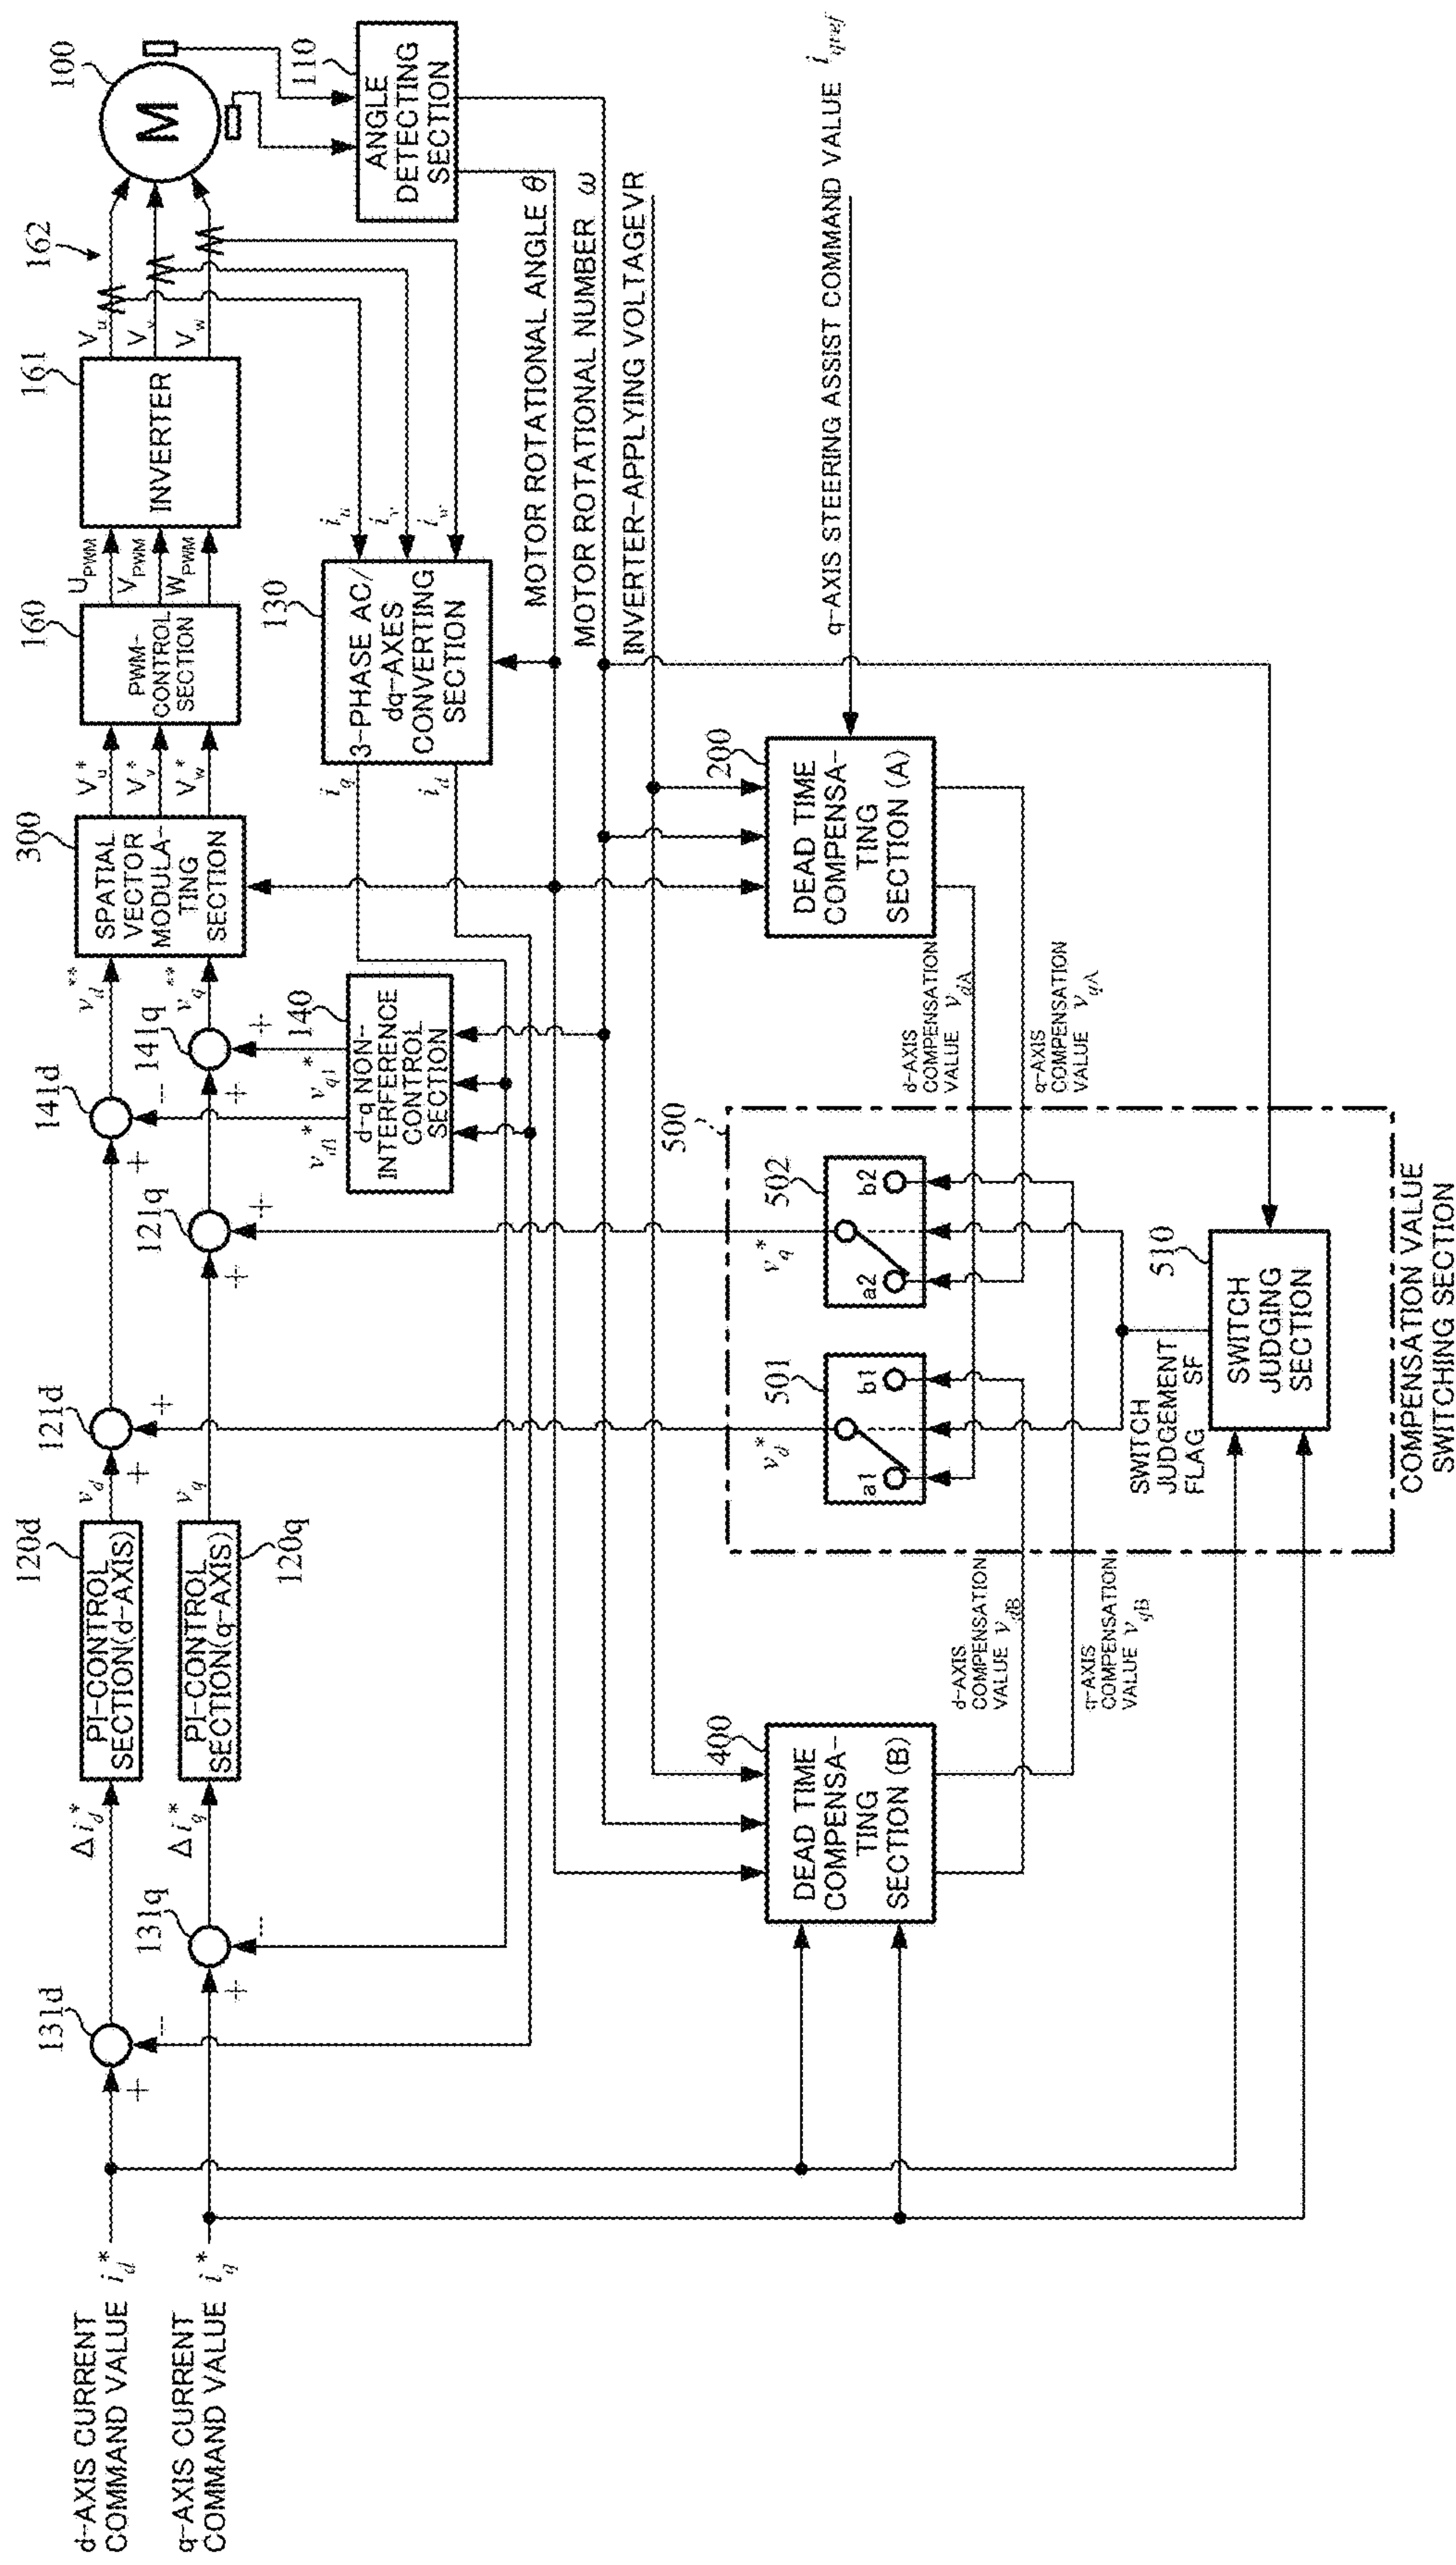 d-AXIS CURRENT
COMMAND VALUE i_d*
q-AXIS CURRENT
COMMAND VALUE i_q*
131d
+
−
131q
+
−
Δi_d*
Δi_q*
120d
PI-CONTROL
SECTION(d-AXIS)
PI-CONTROL
SECTION(q-AXIS)
120q
v_d
v_q
121d
+
+
121q
+
+
141d
+
−
141q
+
+
v_d**
v_q**
300
SPATIAL
VECTOR
MODULA-
TING
SECTION
V_u*
V_v*
V_w*
160
PWM-
CONTROL
SECTION
U_PWM
V_PWM
W_PWM
161
INVERTER
V_u
V_v
V_w
162
100
M
110
ANGLE
DETECTING
SECTION
130
3-PHASE AC/
dq-AXES
CONVERTING
SECTION
i_u
i_v
i_w
i_q
i_d
140
d-q NON-
INTERFERENCE
CONTROL
SECTION
v_d1*
v_q1*
MOTOR ROTATIONAL ANGLE θ
MOTOR ROTATIONAL NUMBER ω
INVERTER-APPLYING VOLTAGEVR
q-AXIS STEERING ASSIST COMMAND VALUE i_qref
200
DEAD TIME
COMPENSA-
TING
SECTION (A)
d-AXIS
COMPENSATION
VALUE v_dA
q-AXIS
COMPENSATION
VALUE v_qA
400
DEAD TIME
COMPENSA-
TING
SECTION (B)
d-AXIS
COMPENSATION
VALUE v_dB
q-AXIS
COMPENSATION
VALUE v_qB
500
501
v_d*
a1
b1
502
v_q*
a2
b2
SWITCH
JUDGEMENT
FLAG SF
510
SWITCH
JUDGING
SECTION
COMPENSATION VALUE
SWITCHING SECTION